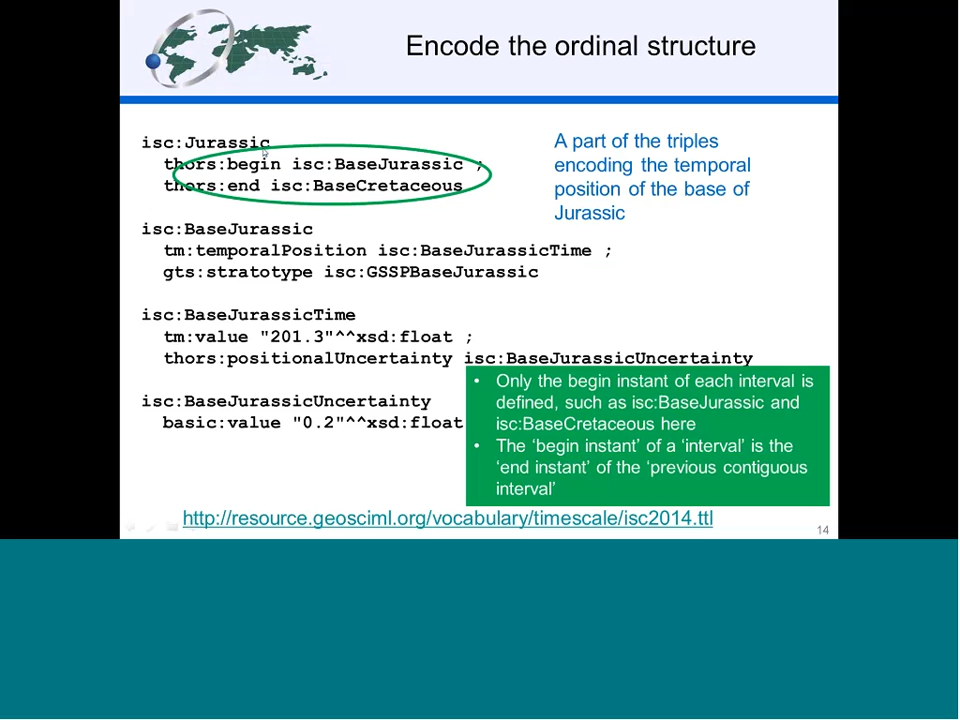 Encode the ordinal structure
isc:Jurassic
thors:begin isc:BaseJurassic ;
thors:end isc:BaseCretaceous
A part of the triples
encoding the temporal
position of the base of
Jurassic
isc:BaseJurassic
tm:temporalPosition isc:BaseJurassicTime ;
gts:stratotype isc:GSSPBaseJurassic
isc:BaseJurassicTime
tm:value "201.3"^^xsd:float ;
thors:positionalUncertainty isc:BaseJurassicUncertainty
isc:BaseJurassicUncertainty
basic:value "0.2"^^xsd:float
• Only the begin instant of each interval is
defined, such as isc:BaseJurassic and
isc:BaseCretaceous here
• The ‘begin instant’ of a ‘interval’ is the
‘end instant’ of the ‘previous contiguous
interval’
http://resource.geosciml.org/vocabulary/timescale/isc2014.ttl
14